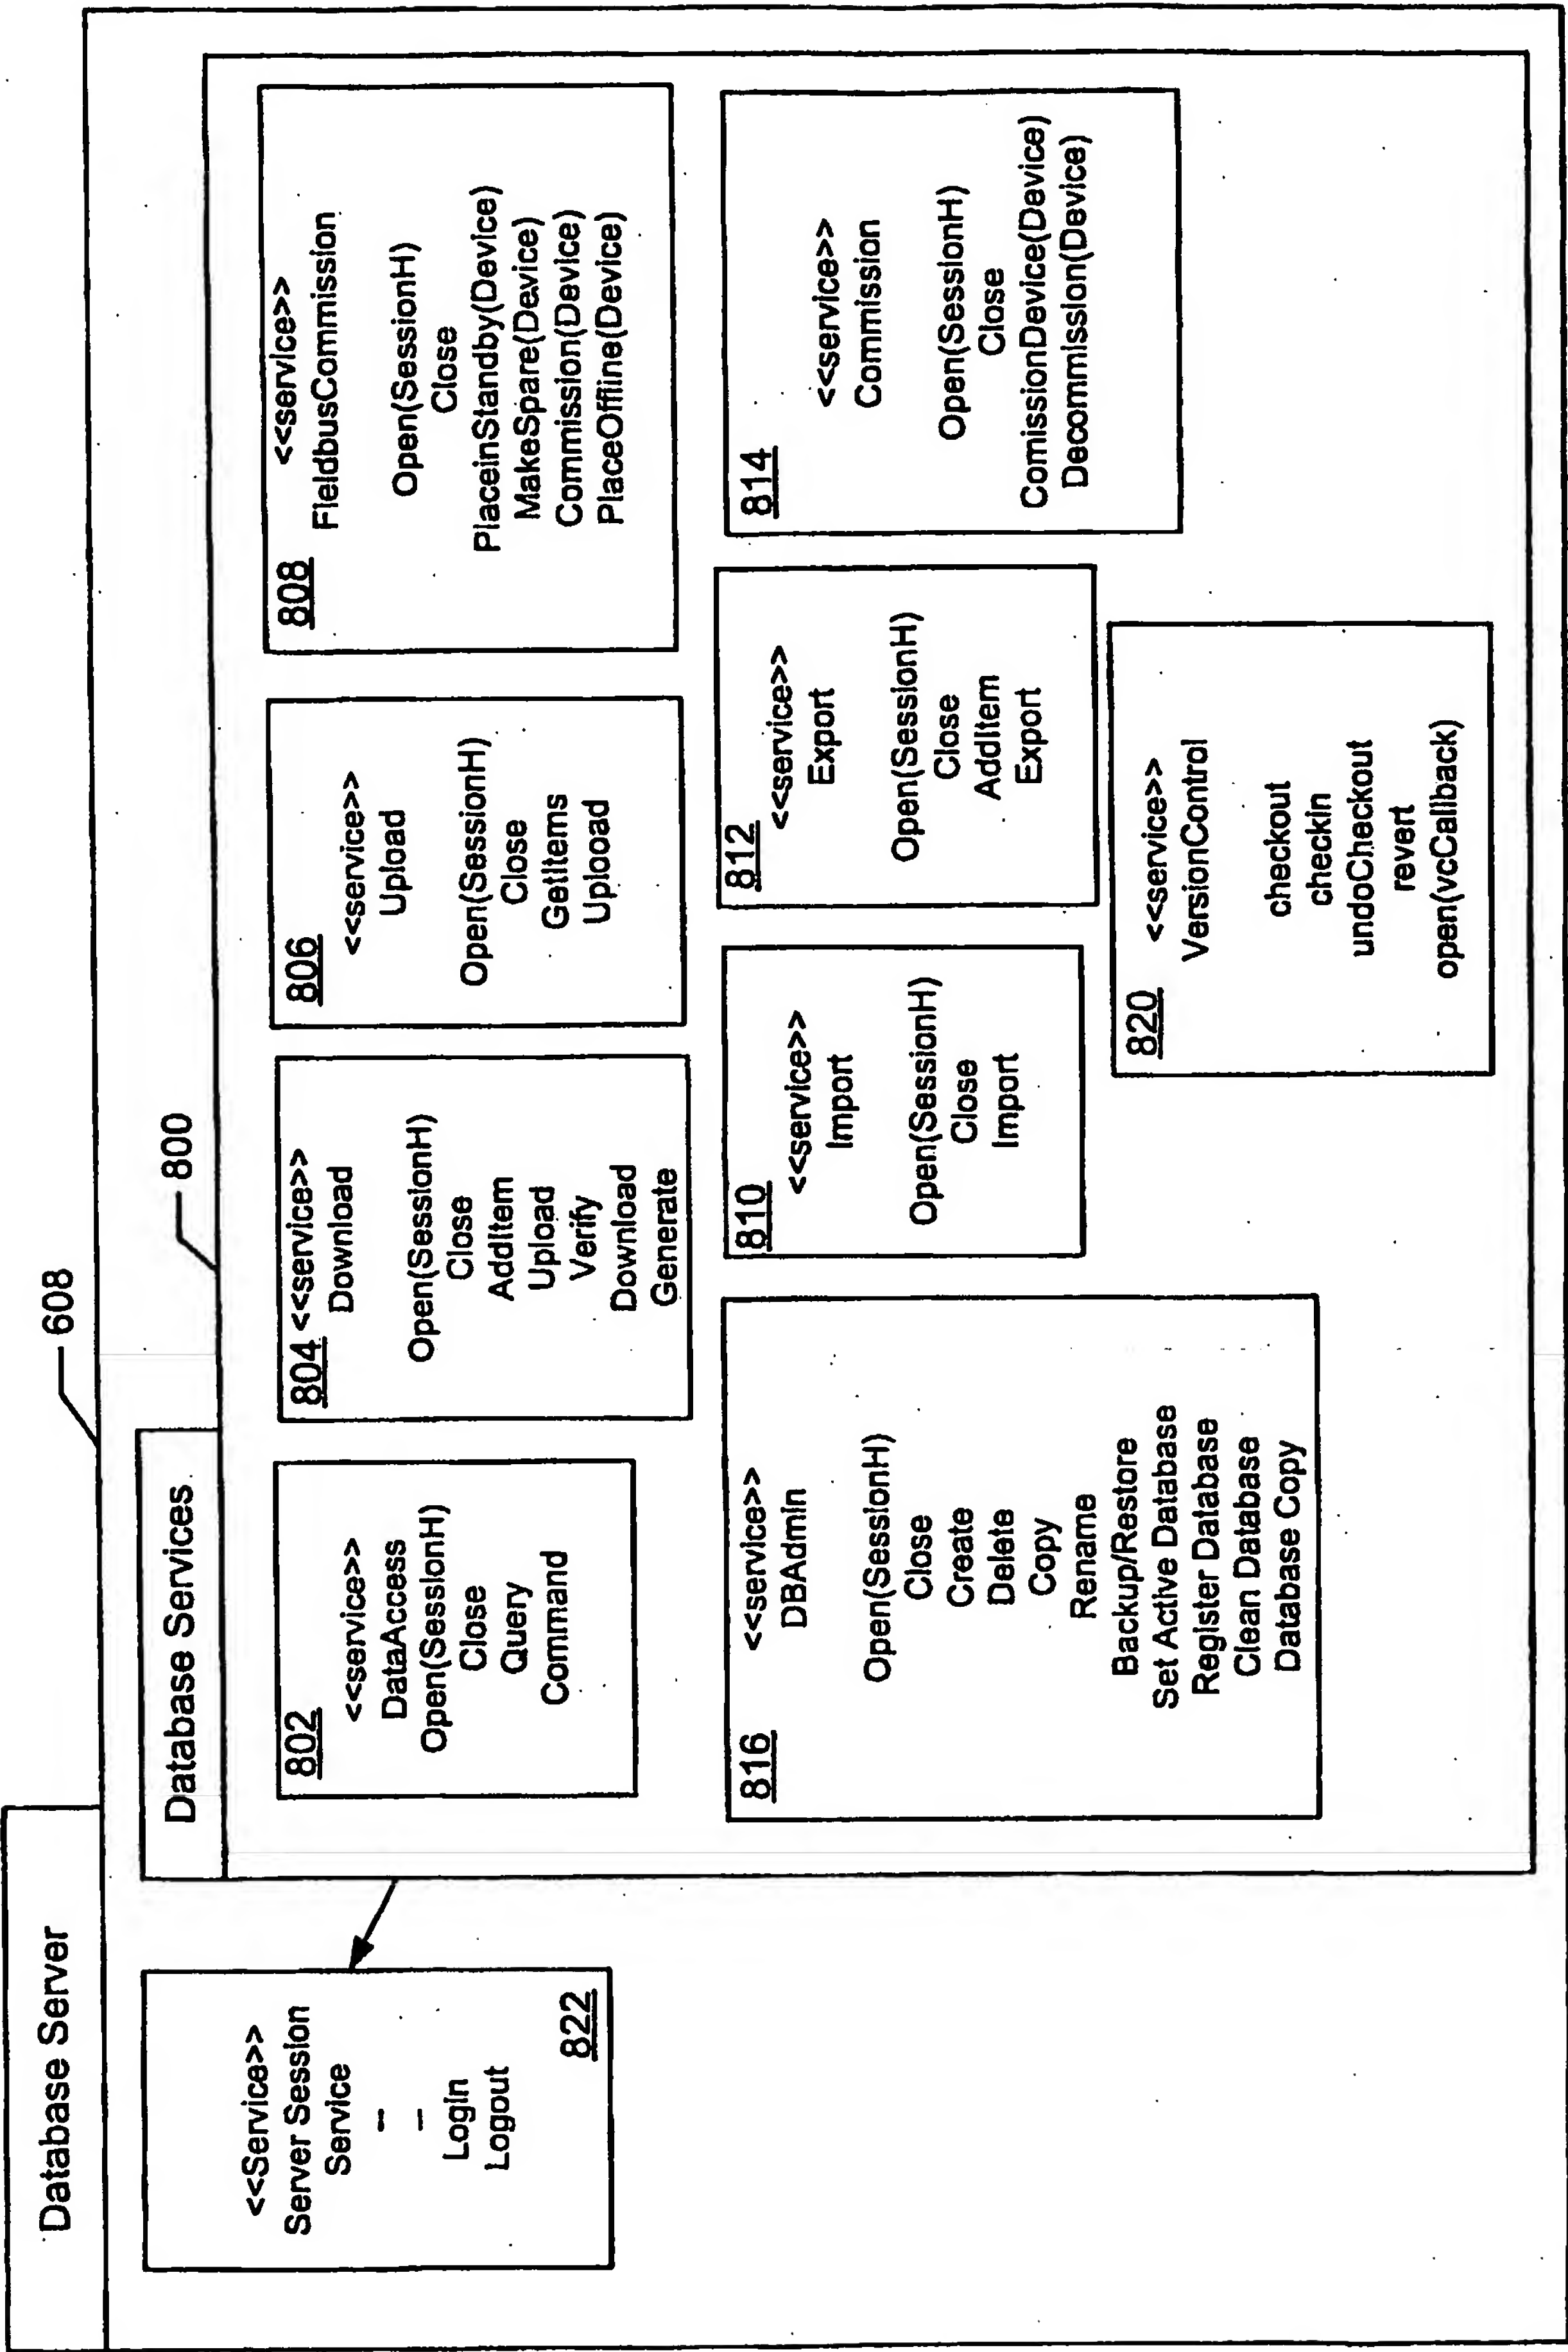 Database Server
608
<<Service>>
Server Session
Service
--
--
Login
Logout
822
Database Services
800
802
<<service>>
DataAccess
Open(SessionH)
Close
Query
Command
804 <<service>>
Download
Open(SessionH)
Close
AddItem
Upload
Verify
Download
Generate
806
<<service>>
Upload
Open(SessionH)
Close
GetItems
Uplooad
808
<<service>>
FieldbusCommission
Open(SessionH)
Close
PlaceinStandby(Device)
MakeSpare(Device)
Commission(Device)
PlaceOffline(Device)
816
<<service>>
DBAdmin
Open(SessionH)
Close
Create
Delete
Copy
Rename
Backup/Restore
Set Active Database
Register Database
Clean Database
Database Copy
810
<<service>>
Import
Open(SessionH)
Close
Import
812
<<service>>
Export
Open(SessionH)
Close
AddItem
Export
814
<<service>>
Commission
Open(SessionH)
Close
ComissionDevice(Device)
Decommission(Device)
820
<<service>>
VersionControl
checkout
checkin
undoCheckout
revert
open(vcCallback)